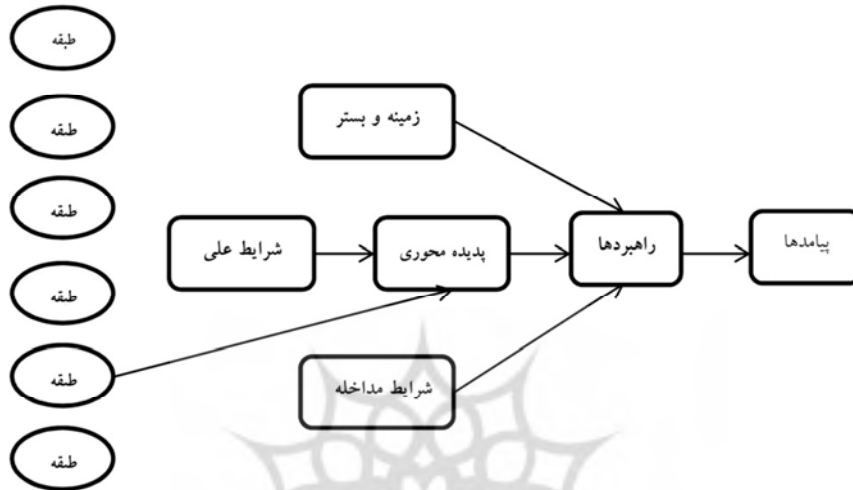 طبقه
طبقه
طبقه
طبقه
طبقه
طبقه
زمینه و بستر
شرایط علی
پدیده محوری
راهبردها
پیامدها
شرایط مداخله